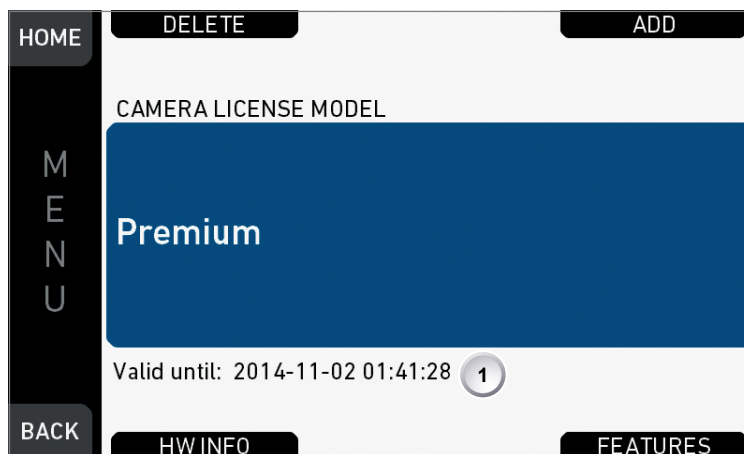 HOME
DELETE
ADD
CAMERA LICENSE MODEL
MENU
Premium
Valid until: 2014-11-02 01:41:28
1
BACK
HW INFO
FEATURES